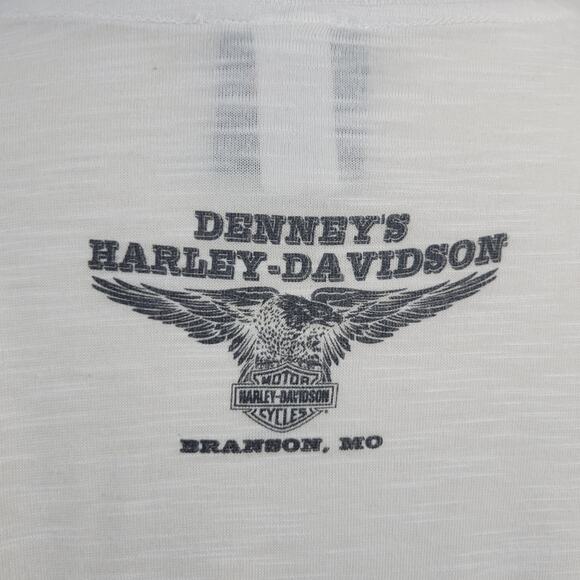 DENNEY'S
HARLEY-DAVIDSON
MOTOR
HARLEY-DAVIDSON
CYCLES
BRANSON, MO